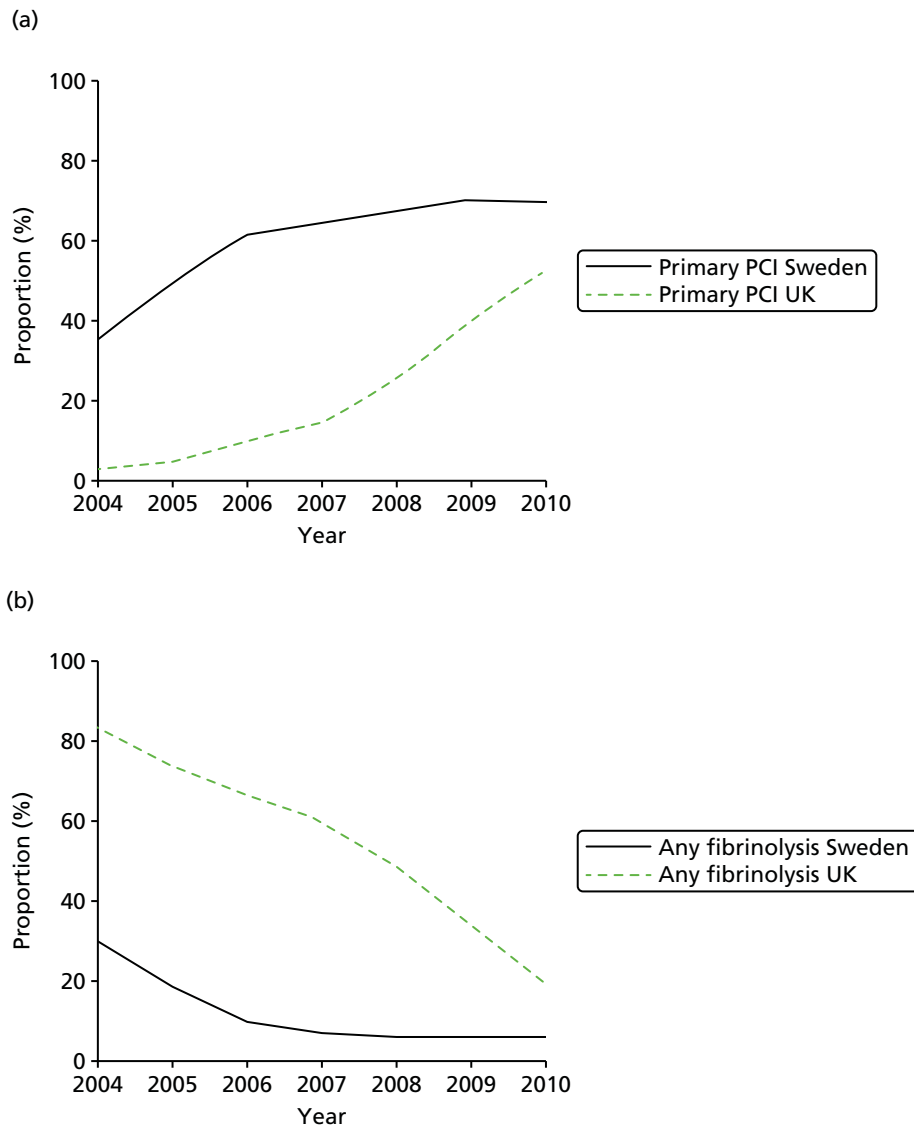 (a)
100
80
60
40
20
0
Proportion (%)
2004 2005 2006 2007 2008 2009 2010
Year
Primary PCI Sweden
Primary PCI UK
(b)
100
80
60
40
20
0
Proportion (%)
2004 2005 2006 2007 2008 2009 2010
Year
Any fibrinolysis Sweden
Any fibrinolysis UK